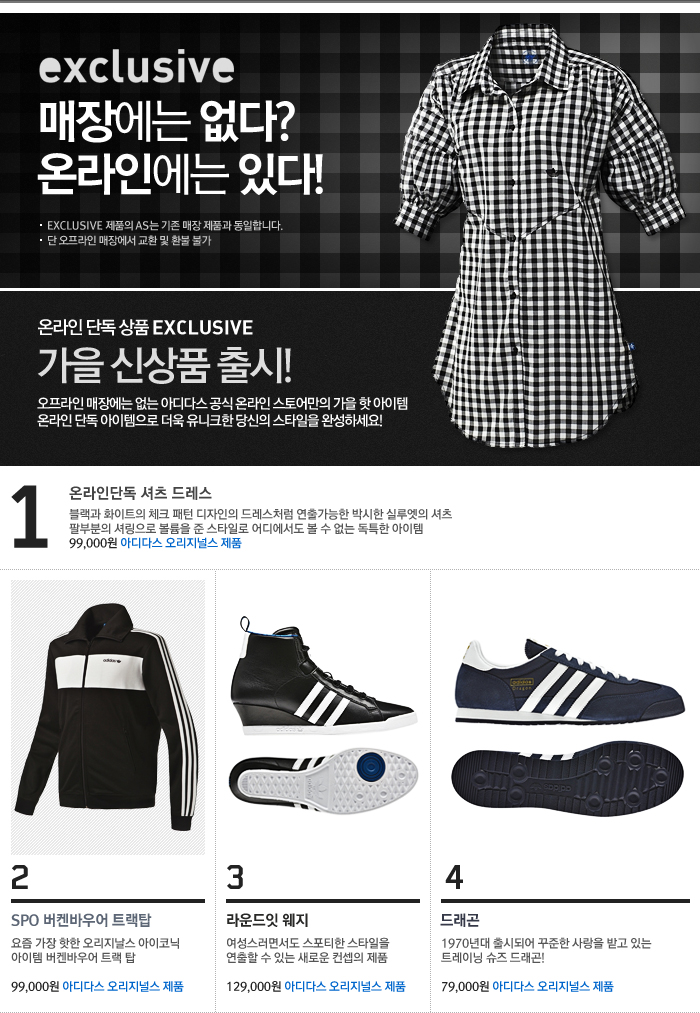 exclusive
매장에는 없다?
온라인에는 있다!
· EXCLUSIVE 제품의 AS는 기존 매장 제품과 동일합니다.
· 단 오프라인 매장에서 교환 및 환불 불가
온라인 단독 상품 EXCLUSIVE
가을 신상품 출시!
오프라인 매장에는 없는 아디다스 공식 온라인 스토어만의 가을 핫 아이템
온라인 단독 아이템으로 더욱 유니크한 당신의 스타일을 완성하세요!
1
온라인단독 셔츠 드레스
블랙과 화이트의 체크 패턴 디자인의 드레스처럼 연출가능한 박시한 실루엣의 셔츠
팔부분의 셔링으로 볼륨을 준 스타일로 어디에서도 볼 수 없는 독특한 아이템
99,000원 아디다스 오리지널스 제품
adidas
2
SPO 버켄바우어 트랙탑
요즘 가장 핫한 오리지날스 아이코닉
아이템 버켄바우어 트랙 탑
99,000원 아디다스 오리지널스 제품
3
라운드잇 웨지
여성스러면서도 스포티한 스타일을
연출할 수 있는 새로운 컨셉의 제품
129,000원 아디다스 오리지널스 제품
adidas
Dragon
4
드래곤
1970년대 출시되어 꾸준한 사랑을 받고 있는
트레이닝 슈즈 드래곤!
79,000원 아디다스 오리지널스 제품